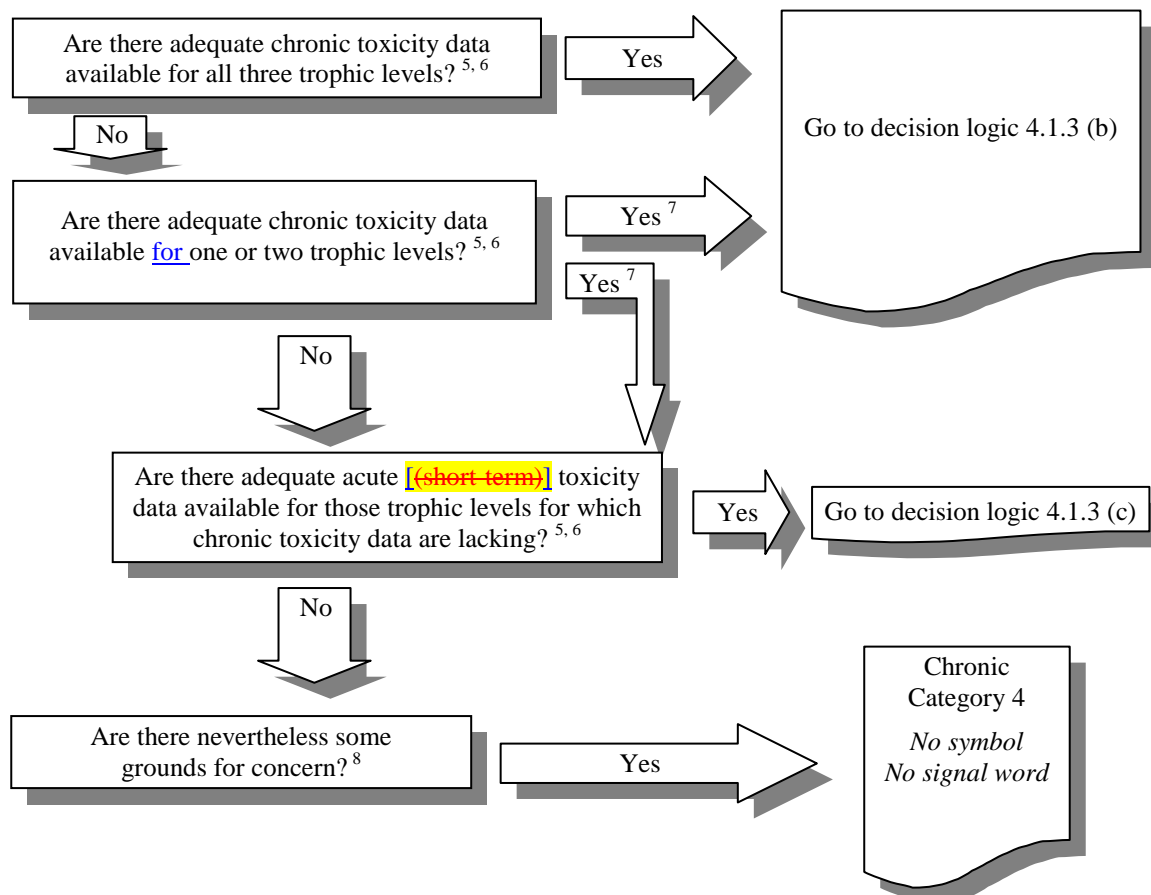 Are there adequate chronic toxicity data
available for all three trophic levels? 5, 6
Yes
Go to decision logic 4.1.3 (b)
No
Are there adequate chronic toxicity data
available for one or two trophic levels? 5, 6
Yes 7
Yes 7
No
Are there adequate acute [(short-term)] toxicity
data available for those trophic levels for which
chronic toxicity data are lacking? 5, 6
Yes
Go to decision logic 4.1.3 (c)
No
Chronic
Category 4
No symbol
No signal word
Are there nevertheless some
grounds for concern? 8
Yes